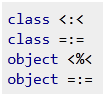 class <:<
class =:=
object <%<
object =:=